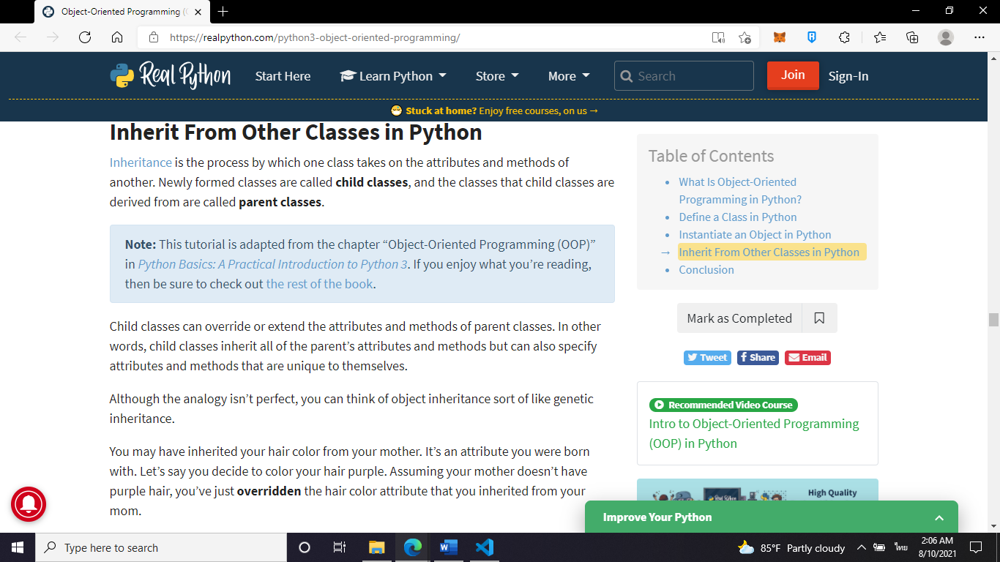 Object-Oriented Programming (
https://realpython.com/python3-object-oriented-programming/
Real Python
Start Here
Learn Python
Store
More
Search
Join
Sign-In
Stuck at home? Enjoy free courses, on us →
Inherit From Other Classes in Python
Inheritance is the process by which one class takes on the attributes and methods of
another. Newly formed classes are called child classes, and the classes that child classes are
derived from are called parent classes.
Note: This tutorial is adapted from the chapter “Object-Oriented Programming (OOP)”
in Python Basics: A Practical Introduction to Python 3. If you enjoy what you’re reading,
then be sure to check out the rest of the book.
Child classes can override or extend the attributes and methods of parent classes. In other
words, child classes inherit all of the parent’s attributes and methods but can also specify
attributes and methods that are unique to themselves.
Although the analogy isn’t perfect, you can think of object inheritance sort of like genetic
inheritance.
You may have inherited your hair color from your mother. It’s an attribute you were born
with. Let’s say you decide to color your hair purple. Assuming your mother doesn’t have
purple hair, you’ve just overridden the hair color attribute that you inherited from your
mom.
Table of Contents
• What Is Object-Oriented
Programming in Python?
• Define a Class in Python
• Instantiate an Object in Python
→ Inherit From Other Classes in Python
• Conclusion
Mark as Completed
Tweet
Share
Email
Recommended Video Course
Intro to Object-Oriented Programming
(OOP) in Python
Real Python
High Quality
Improve Your Python
Type here to search
85°F Partly cloudy
ไทย
2:06 AM
8/10/2021